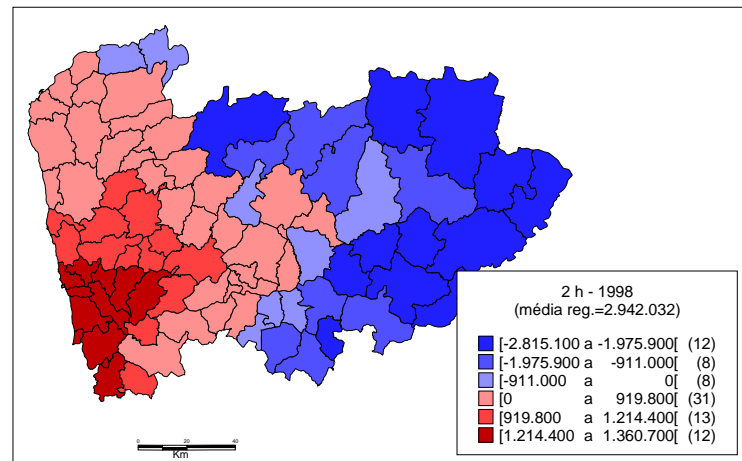 2 h - 1998
(média reg.=2.942.032)
[-2.815.100 a -1.975.900[ (12)
[-1.975.900 a -911.000[ (8)
[-911.000 a 0[ (8)
[0 a 919.800[ (31)
[919.800 a 1.214.400[ (13)
[1.214.400 a 1.360.700[ (12)
0 20 40
Km